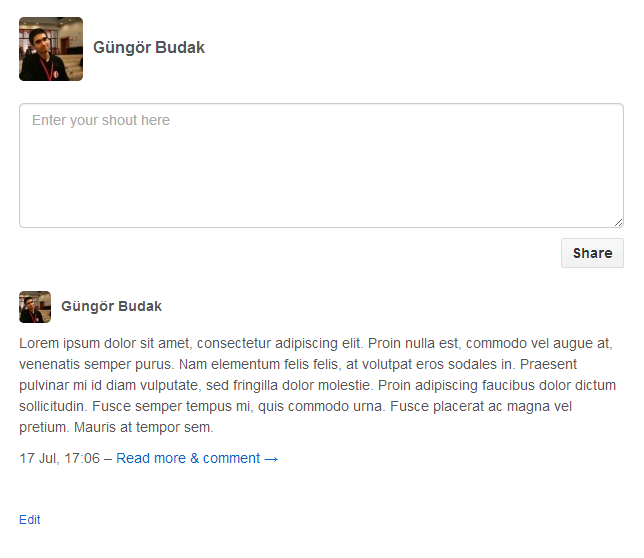 Güngör Budak
Enter your shout here
Share
Güngör Budak
Lorem ipsum dolor sit amet, consectetur adipiscing elit. Proin nulla est, commodo vel augue at,
venenatis semper purus. Nam elementum felis felis, at volutpat eros sodales in. Praesent
pulvinar mi id diam vulputate, sed fringilla dolor molestie. Proin adipiscing faucibus dolor dictum
sollicitudin. Fusce semper tempus mi, quis commodo urna. Fusce placerat ac magna vel
pretium. Mauris at tempor sem.
17 Jul, 17:06 – Read more & comment →
Edit